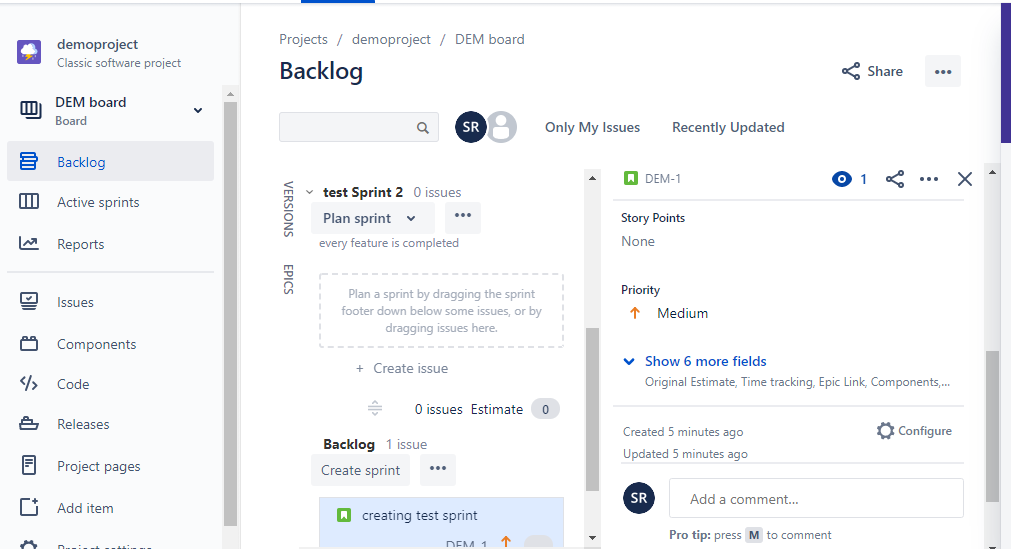 demoproject
Classic software project
DEM board
Board
Backlog
Active sprints
Reports
Issues
Components
Code
Releases
Project pages
Add item
Project settings
Projects / demoproject / DEM board
Backlog
Share
SR
Only My Issues
Recently Updated
VERSIONS
EPICS
test Sprint 2 0 issues
Plan sprint
every feature is completed
Plan a sprint by dragging the sprint
footer down below some issues, or by
dragging issues here.
+ Create issue
0 issues Estimate 0
Backlog 1 issue
Create sprint
creating test sprint
DEM-1
DEM-1
1
Story Points
None
Priority
Medium
Show 6 more fields
Original Estimate, Time tracking, Epic Link, Components,...
Created 5 minutes ago
Configure
Updated 5 minutes ago
SR
Add a comment...
Pro tip: press M to comment